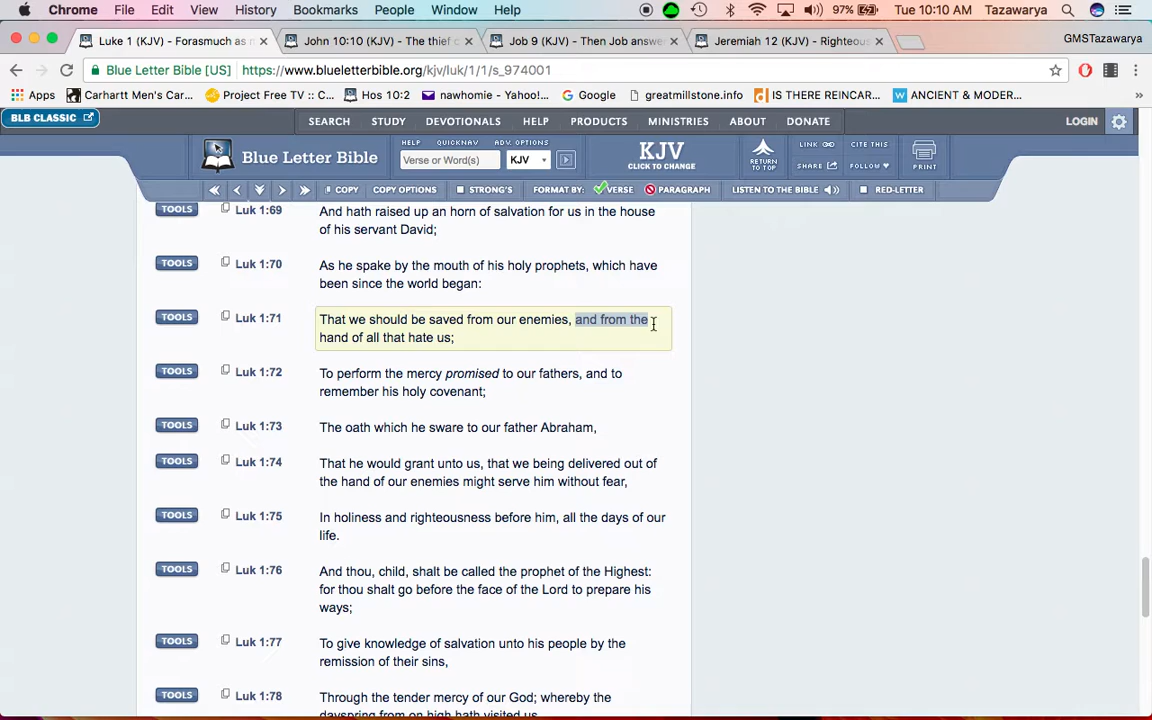 Chrome File Edit View History Bookmarks People Window Help 97% Tue 10:10 AM Tazawarya
Luke 1 (KJV) - Forasmuch as m John 10:10 (KJV) - The thief c Job 9 (KJV) - Then Job answe Jeremiah 12 (KJV) - Righteou GMSTazawarya
Blue Letter Bible [US] https://www.blueletterbible.org/kjv/luk/1/1/s_974001
Apps Carhartt Men's Car... Project Free TV :: C... Hos 10:2 nawhomie - Yahoo!... Google greatmillstone.info IS THERE REINCAR... ANCIENT & MODER...
BLB CLASSIC SEARCH STUDY DEVOTIONALS HELP PRODUCTS MINISTRIES ABOUT DONATE LOGIN
HELP QUICKNAV ADV. OPTIONS
Blue Letter Bible Verse or Word(s) KJV KJV CLICK TO CHANGE RETURN TO TOP LINK CITE THIS SHARE FOLLOW PRINT
COPY COPY OPTIONS STRONG'S FORMAT BY: VERSE PARAGRAPH LISTEN TO THE BIBLE RED-LETTER
TOOLS Luk 1:69 And hath raised up an horn of salvation for us in the house
of his servant David;
TOOLS Luk 1:70 As he spake by the mouth of his holy prophets, which have
been since the world began:
TOOLS Luk 1:71 That we should be saved from our enemies, and from the
hand of all that hate us;
TOOLS Luk 1:72 To perform the mercy promised to our fathers, and to
remember his holy covenant;
TOOLS Luk 1:73 The oath which he sware to our father Abraham,
TOOLS Luk 1:74 That he would grant unto us, that we being delivered out of
the hand of our enemies might serve him without fear,
TOOLS Luk 1:75 In holiness and righteousness before him, all the days of our
life.
TOOLS Luk 1:76 And thou, child, shalt be called the prophet of the Highest:
for thou shalt go before the face of the Lord to prepare his
ways;
TOOLS Luk 1:77 To give knowledge of salvation unto his people by the
remission of their sins,
TOOLS Luk 1:78 Through the tender mercy of our God; whereby the
dayspring from on high hath visited us,